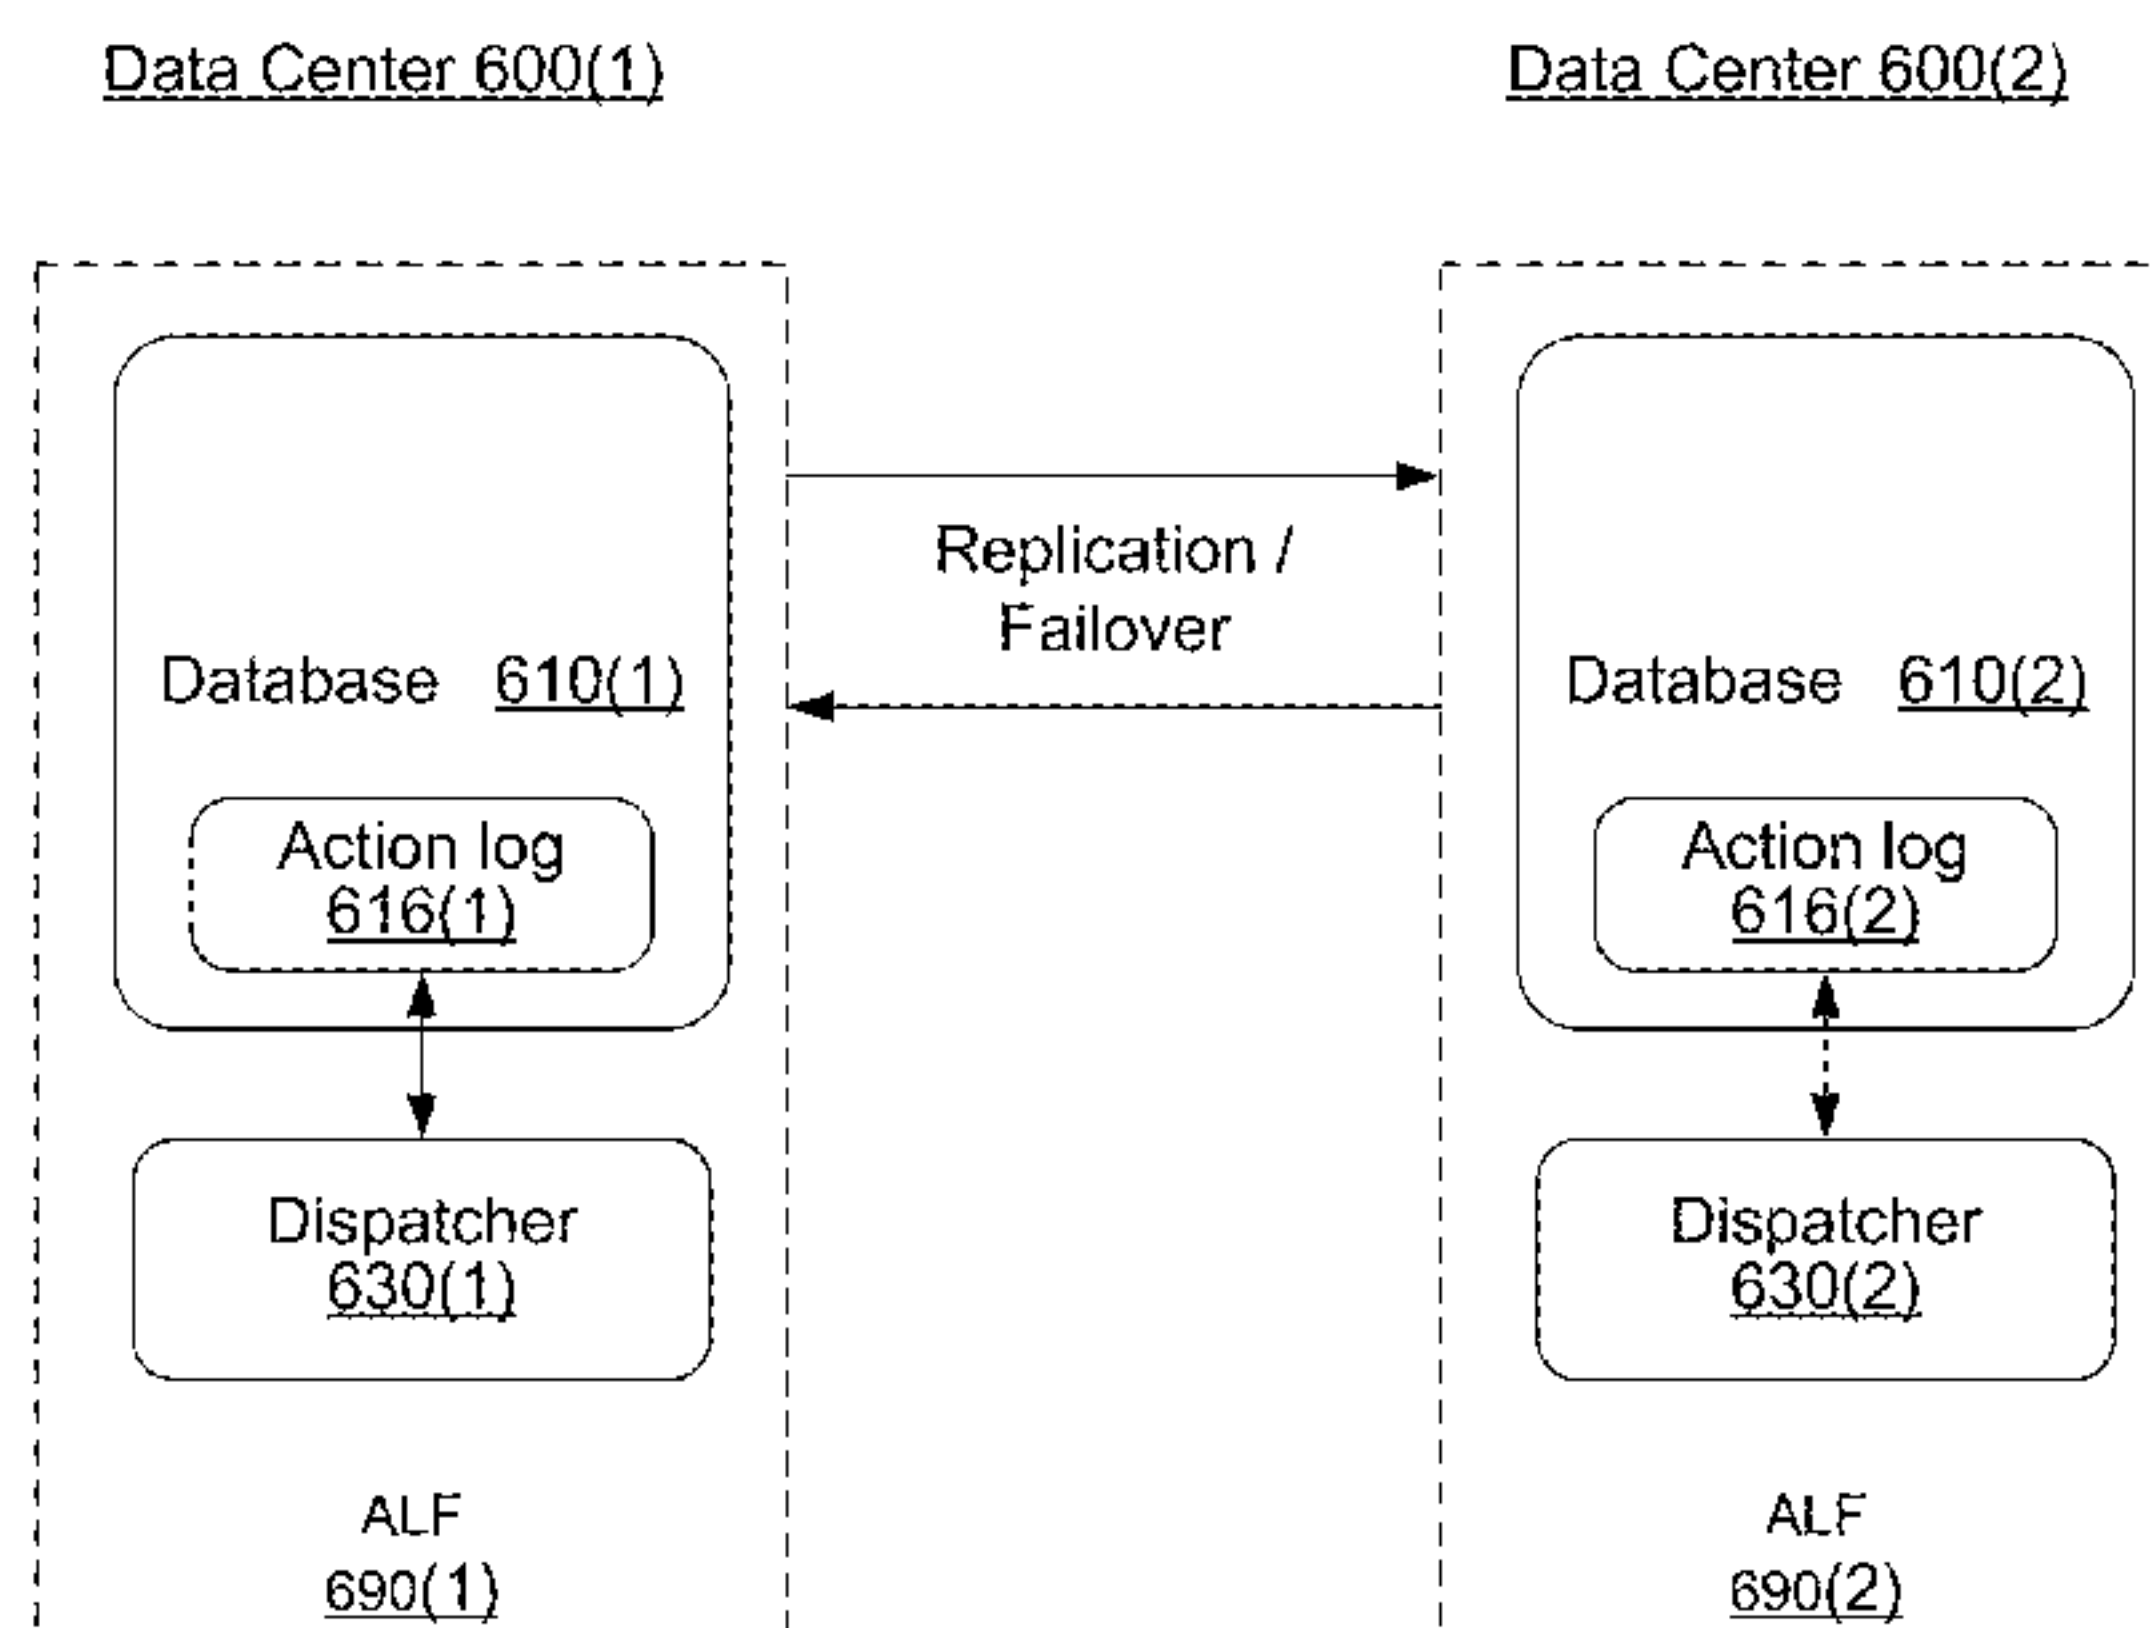 Data Center 600(1)
Data Center 600(2)
Replication /
Failover
Database 610(1)
Action log
616(1)
Dispatcher
630(1)
ALF
690(1)
Database 610(2)
Action log
616(2)
Dispatcher
630(2)
ALF
690(2)